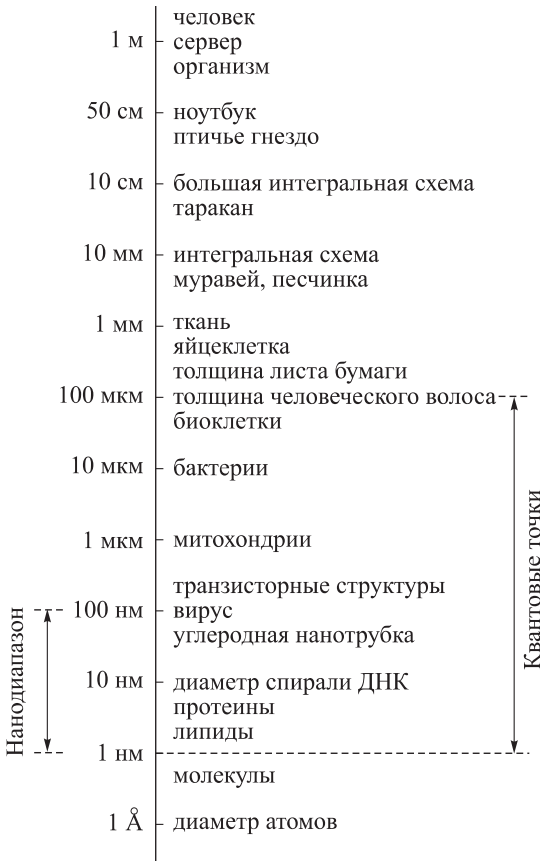 человек
1 м сервер
организм
50 см ноутбук
птичье гнездо
10 см большая интегральная схема
таракан
10 мм интегральная схема
муравей, песчинка
1 мм ткань
яйцеклетка
толщина листа бумаги
100 мкм толщина человеческого волоса
биоклетки
10 мкм бактерии
1 мкм митохондрии
транзисторные структуры
100 нм вирус
углеродная нанотрубка
10 нм диаметр спирали ДНК
протеины
липиды
1 нм
молекулы
1 Å диаметр атомов
Нанодиапазон
Квантовые точки